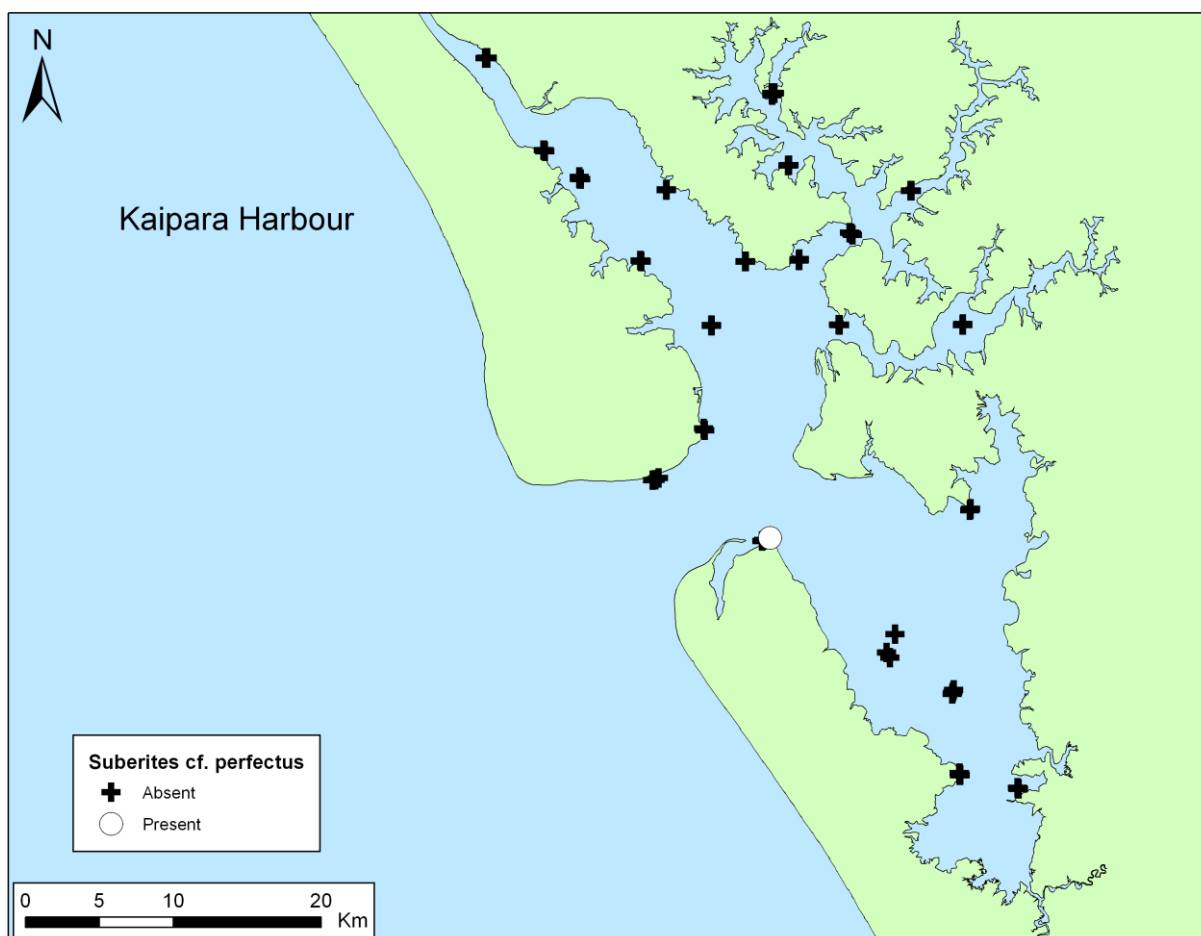 N
Kaipara Harbour
Suberites cf. perfectus
Absent
Present
0 5 10 20
Km